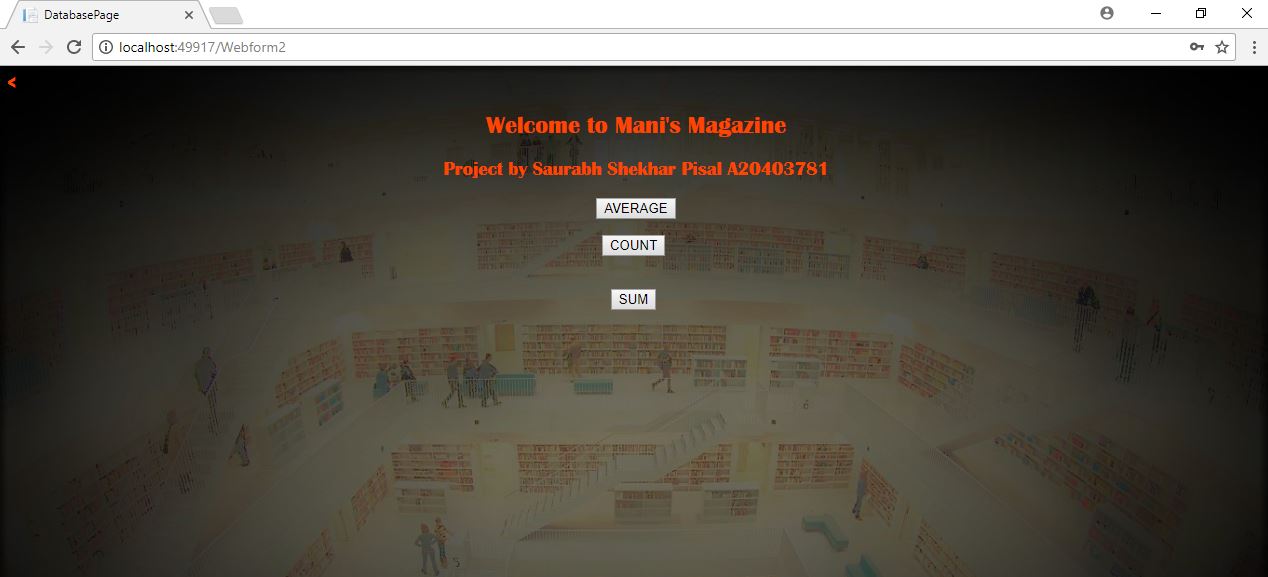 DatabasePage
localhost:49917/Webform2
<
Welcome to Mani's Magazine
Project by Saurabh Shekhar Pisal A20403781
AVERAGE
COUNT
SUM